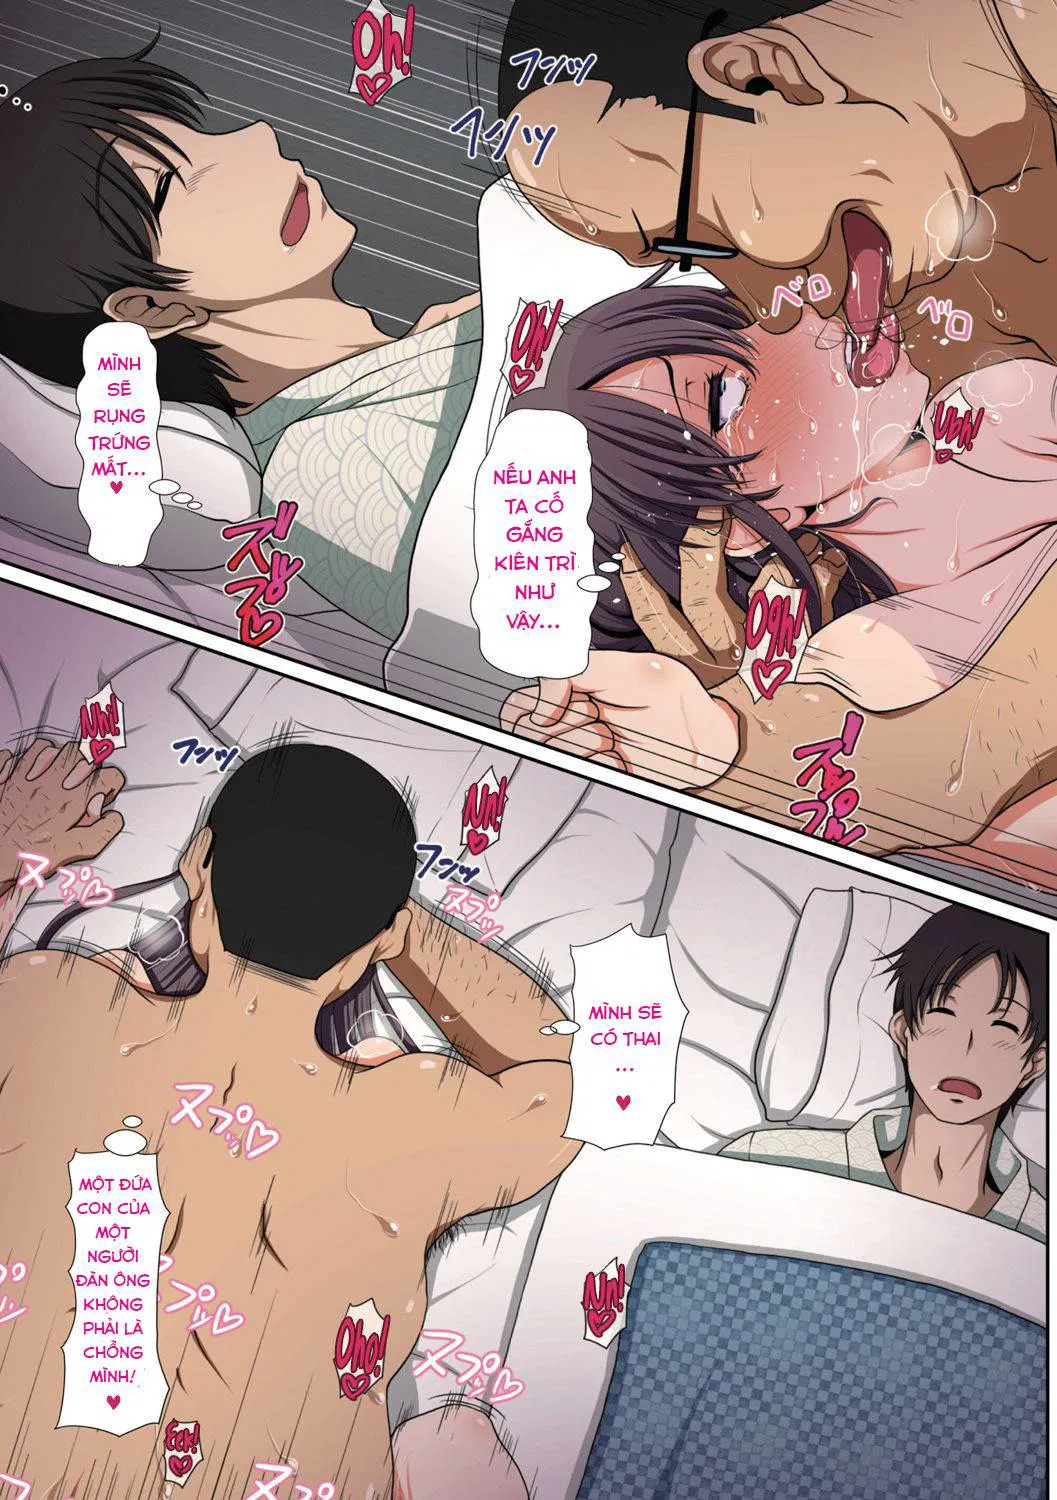 Oh!
フンッ
フンッ
ベロ
ベロ
Oh!
Ubh!
MÌNH
SẼ
RỤNG
TRỨNG
MẤT...
NẾU ANH
TA CỐ
GẮNG
KIÊN TRÌ
NHƯ
VẬY...
Ogh!
Nhi!
フンッ
Nn!
フンッ
ヌプ
ヌプッ
MÌNH SẼ
CÓ THAI
...
ヌプッ
MỘT ĐỨA
CON CỦA
MỘT
NGƯỜI
ĐÀN ÔNG
KHÔNG
PHẢI LÀ
CHỒNG
MÌNH!
Nn!
Oho!
ヌプッ
Eek!